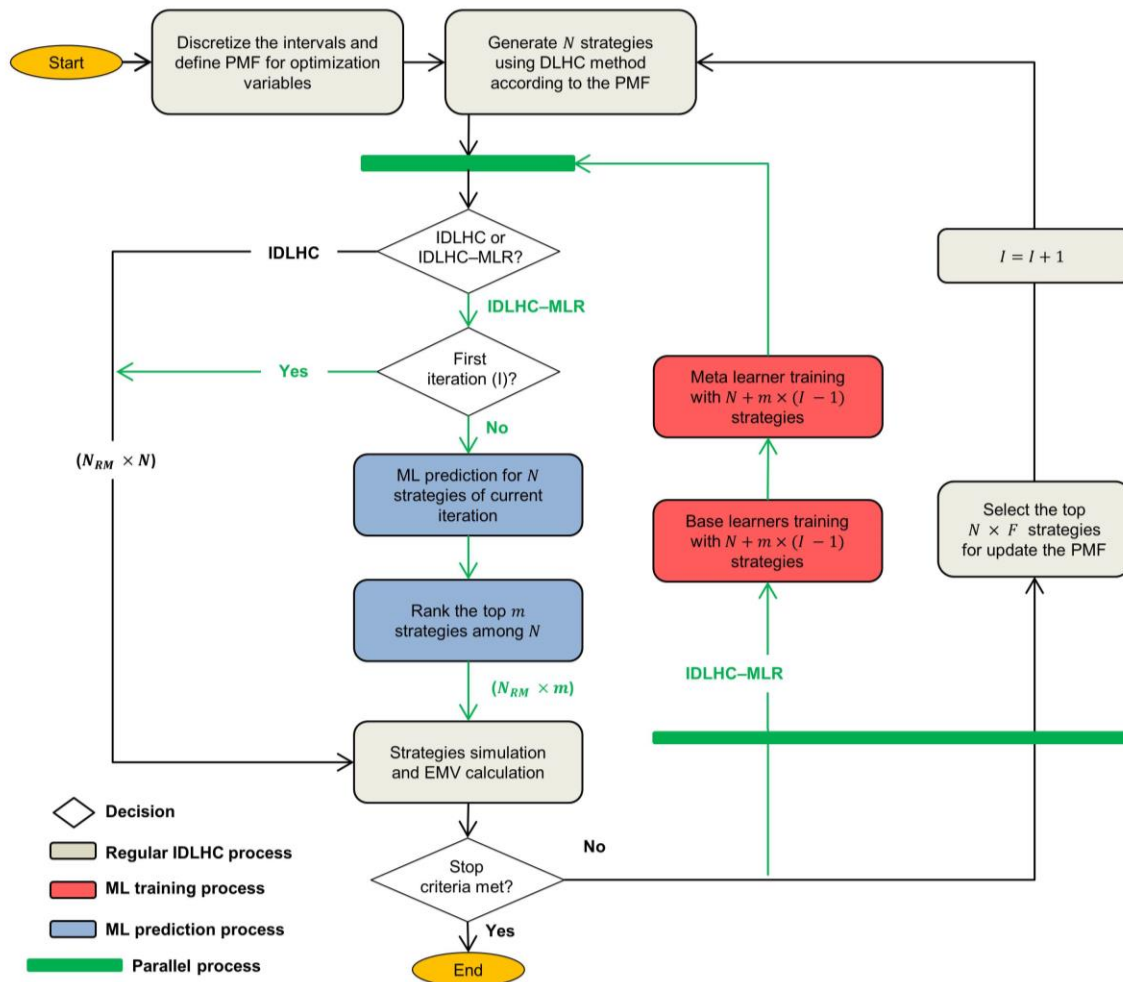 Start
Discretize the intervals and
define PMF for optimization
variables
Generate N strategies
using DLHC method
according to the PMF
IDLHC or
IDLHC–MLR?
IDLHC
IDLHC–MLR
I = I + 1
First
iteration (I)?
Yes
No
Meta learner training
with N + m × (I − 1)
strategies
(N_RM × N)
ML prediction for N
strategies of current
iteration
Base learners training
with N + m × (I − 1)
strategies
Select the top
N × F strategies
for update the PMF
Rank the top m
strategies among N
(N_RM × m)
IDLHC–MLR
Strategies simulation
and EMV calculation
Stop
criteria met?
No
Yes
End
Decision
Regular IDLHC process
ML training process
ML prediction process
Parallel process